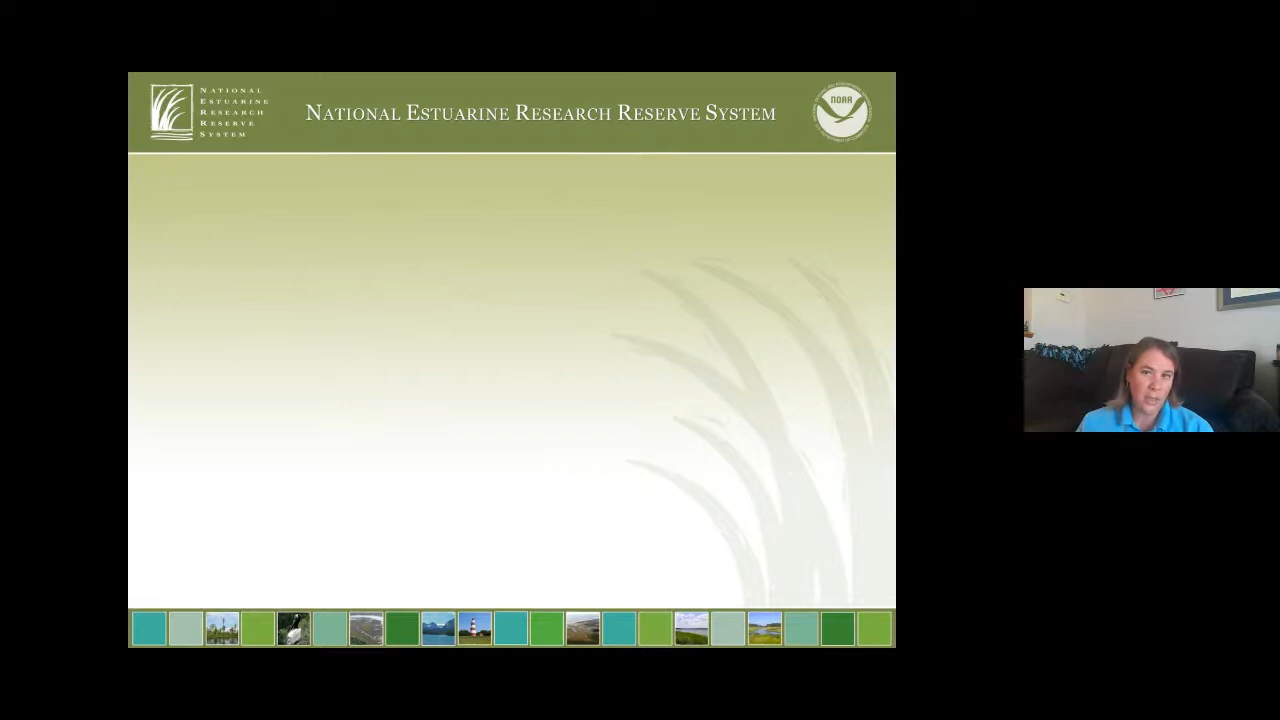 NATIONAL
ESTUARINE
RESEARCH
RESERVE
SYSTEM
NATIONAL ESTUARINE RESEARCH RESERVE SYSTEM
NOAA